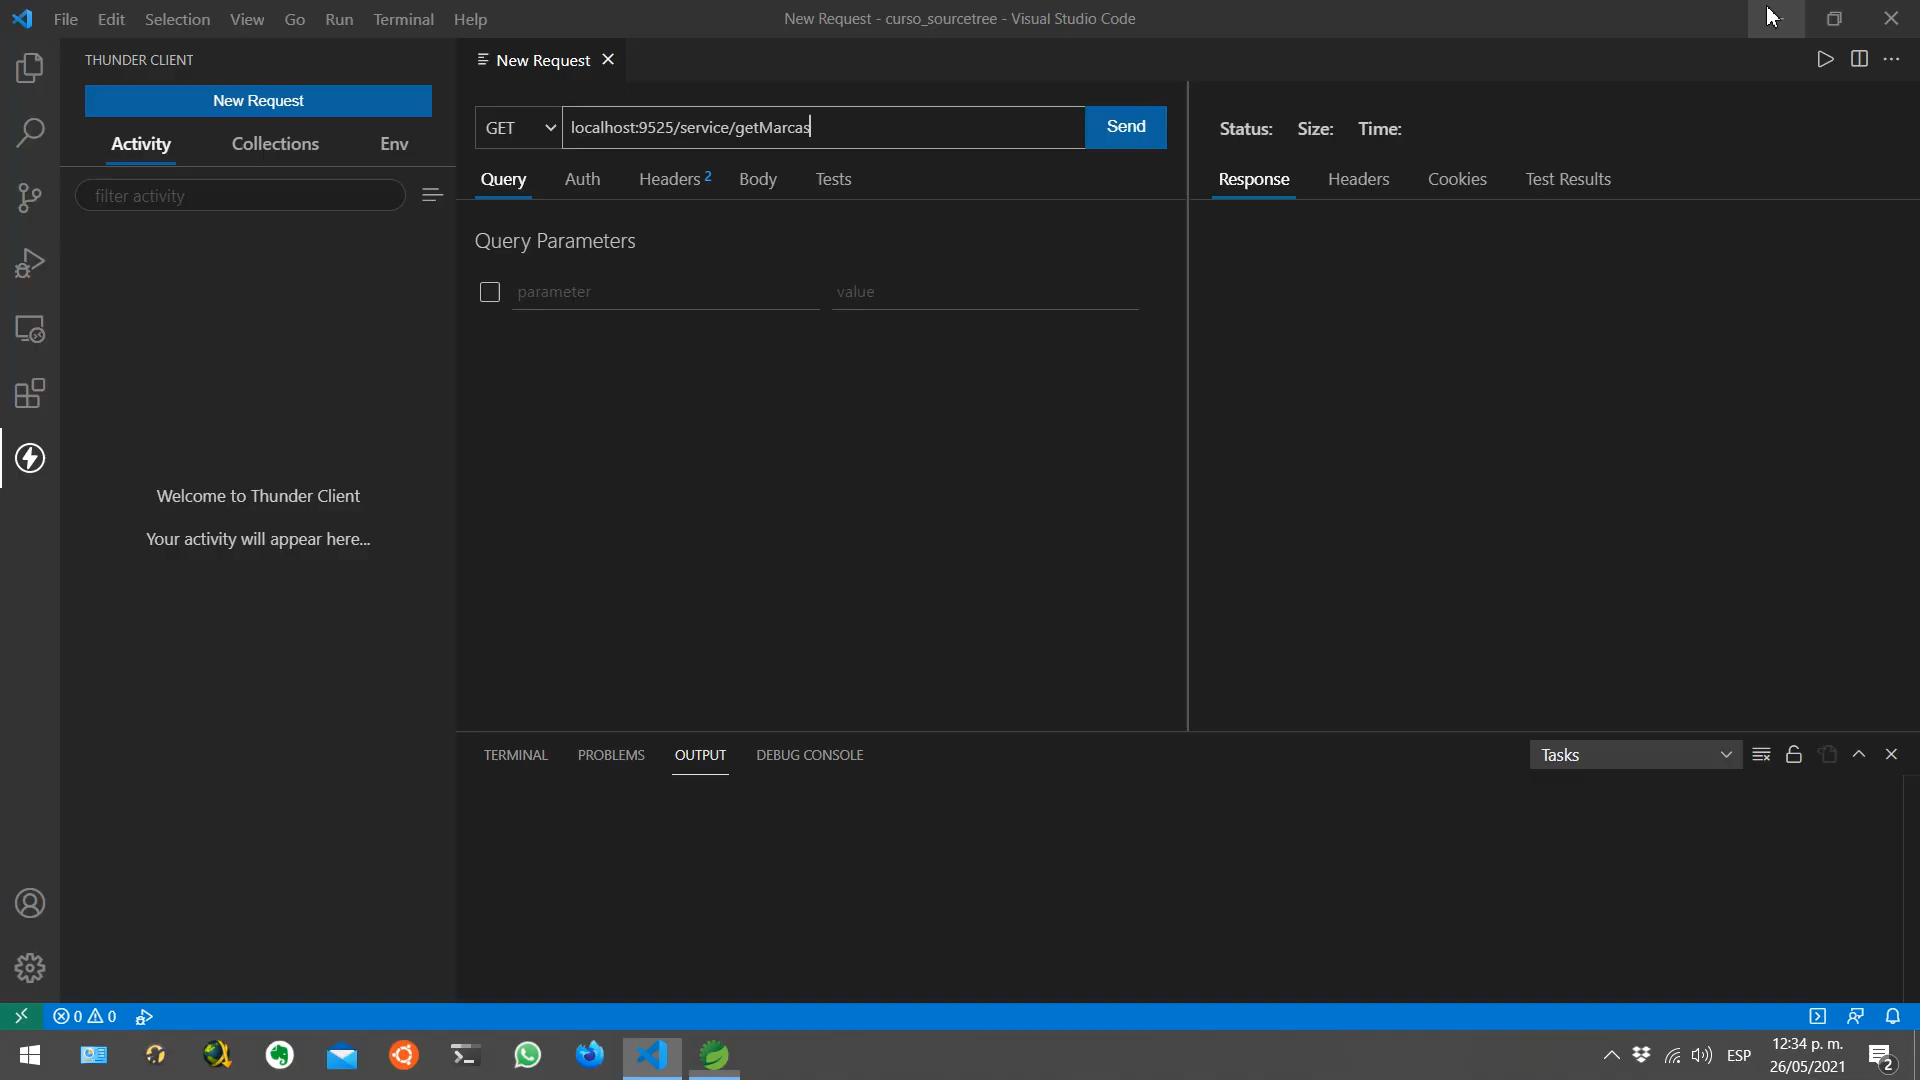 File Edit Selection View Go Run Terminal Help
New Request - curso_sourcetree - Visual Studio Code
THUNDER CLIENT
New Request
Activity Collections Env
filter activity
Welcome to Thunder Client
Your activity will appear here...
New Request
GET localhost:9525/service/getMarcas Send
Query Auth Headers 2 Body Tests
Query Parameters
parameter value
Status: Size: Time:
Response Headers Cookies Test Results
TERMINAL PROBLEMS OUTPUT DEBUG CONSOLE
Tasks
0 0
ESP
12:34 p. m.
26/05/2021
2